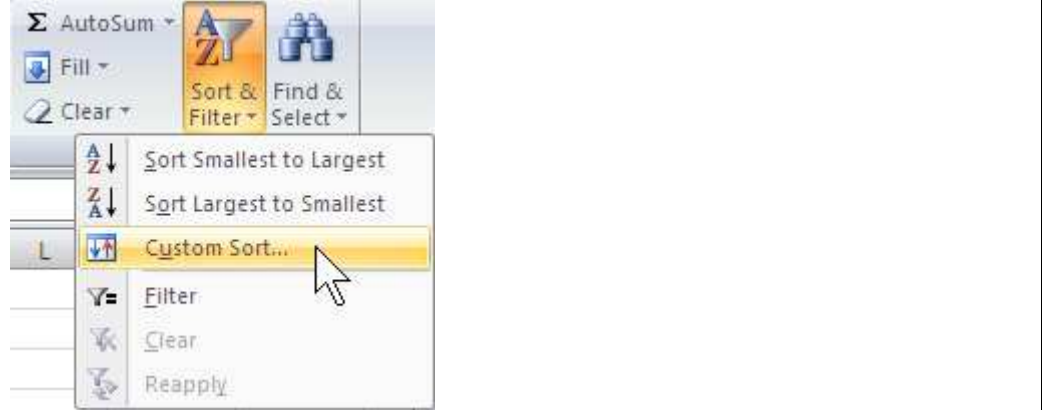 Σ AutoSum
Fill
Clear
Sort &
Filter
Find &
Select
Sort Smallest to Largest
Sort Largest to Smallest
L
Custom Sort...
Filter
Clear
Reapply